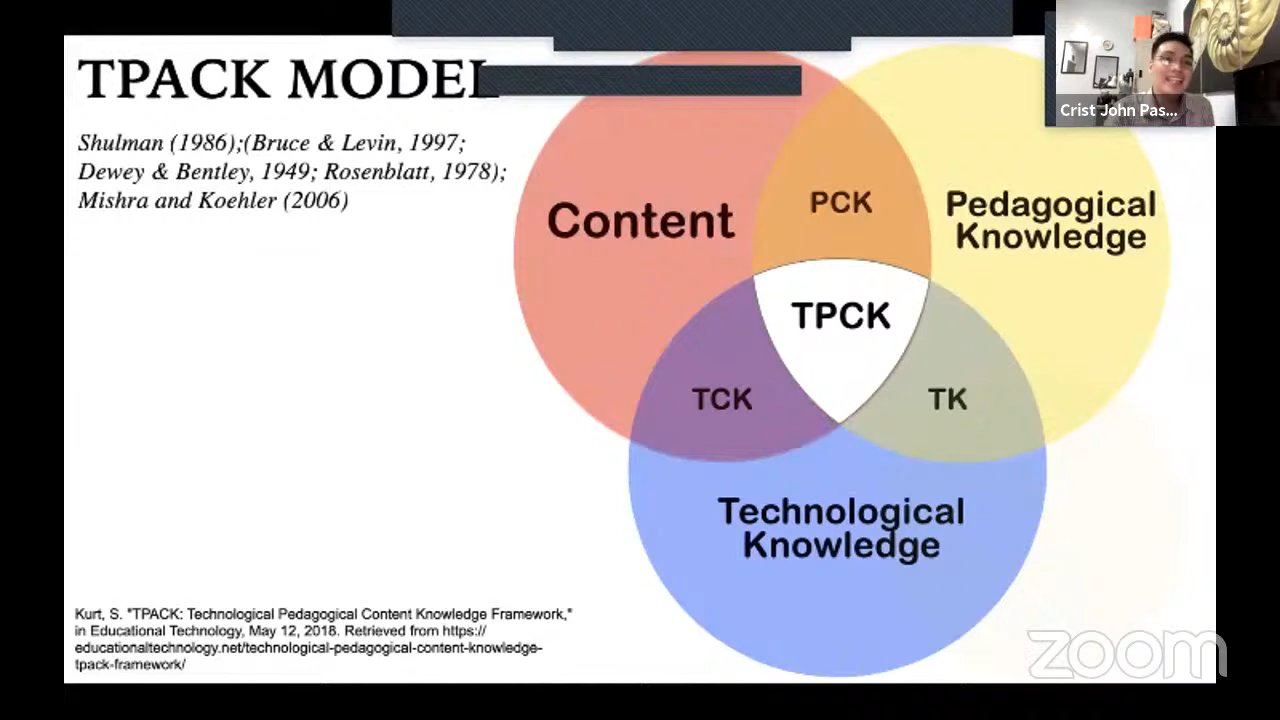 TPACK MODEL
Shulman (1986);(Bruce & Levin, 1997;
Dewey & Bentley, 1949; Rosenblatt, 1978);
Mishra and Koehler (2006)
Crist John Pas...
Content
PCK
Pedagogical
Knowledge
TPCK
TCK
TK
Technological
Knowledge
Kurt, S. "TPACK: Technological Pedagogical Content Knowledge Framework,"
in Educational Technology, May 12, 2018. Retrieved from https://
educationaltechnology.net/technological-pedagogical-content-knowledge-
tpack-framework/
zoom